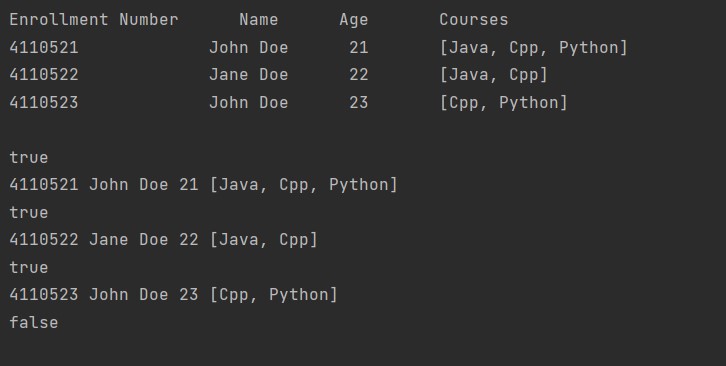 Enrollment Number      Name      Age       Courses
4110521             John Doe      21       [Java, Cpp, Python]
4110522             Jane Doe      22       [Java, Cpp]
4110523             John Doe      23       [Cpp, Python]

true
4110521 John Doe 21 [Java, Cpp, Python]
true
4110522 Jane Doe 22 [Java, Cpp]
true
4110523 John Doe 23 [Cpp, Python]
false